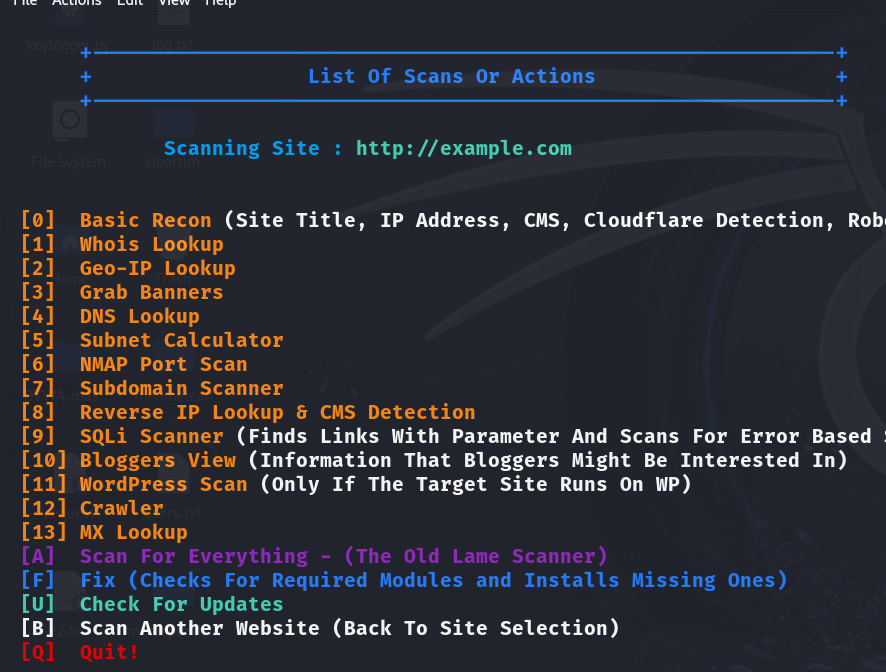 File Actions Edit View Help
keylogger.py log.txt
+ +
+ List Of Scans Or Actions +
+ +
Scanning Site : http://example.com
File System sibertim
[0] Basic Recon (Site Title, IP Address, CMS, Cloudflare Detection,
[1] Whois Lookup
[2] Geo-IP Lookup
[3] Grab Banners
[4] DNS Lookup
[5] Subnet Calculator
[6] NMAP Port Scan
[7] Subdomain Scanner
[8] Reverse IP Lookup & CMS Detection
[9] SQLi Scanner (Finds Links With Parameter And Scans For Error Based
[10] Bloggers View (Information That Bloggers Might Be Interested In)
[11] WordPress Scan (Only If The Target Site Runs On WP)
[12] Crawler
[13] MX Lookup
[A] Scan For Everything - (The Old Lame Scanner)
[F] Fix (Checks For Required Modules and Installs Missing Ones)
[U] Check For Updates
[B] Scan Another Website (Back To Site Selection)
[Q] Quit!